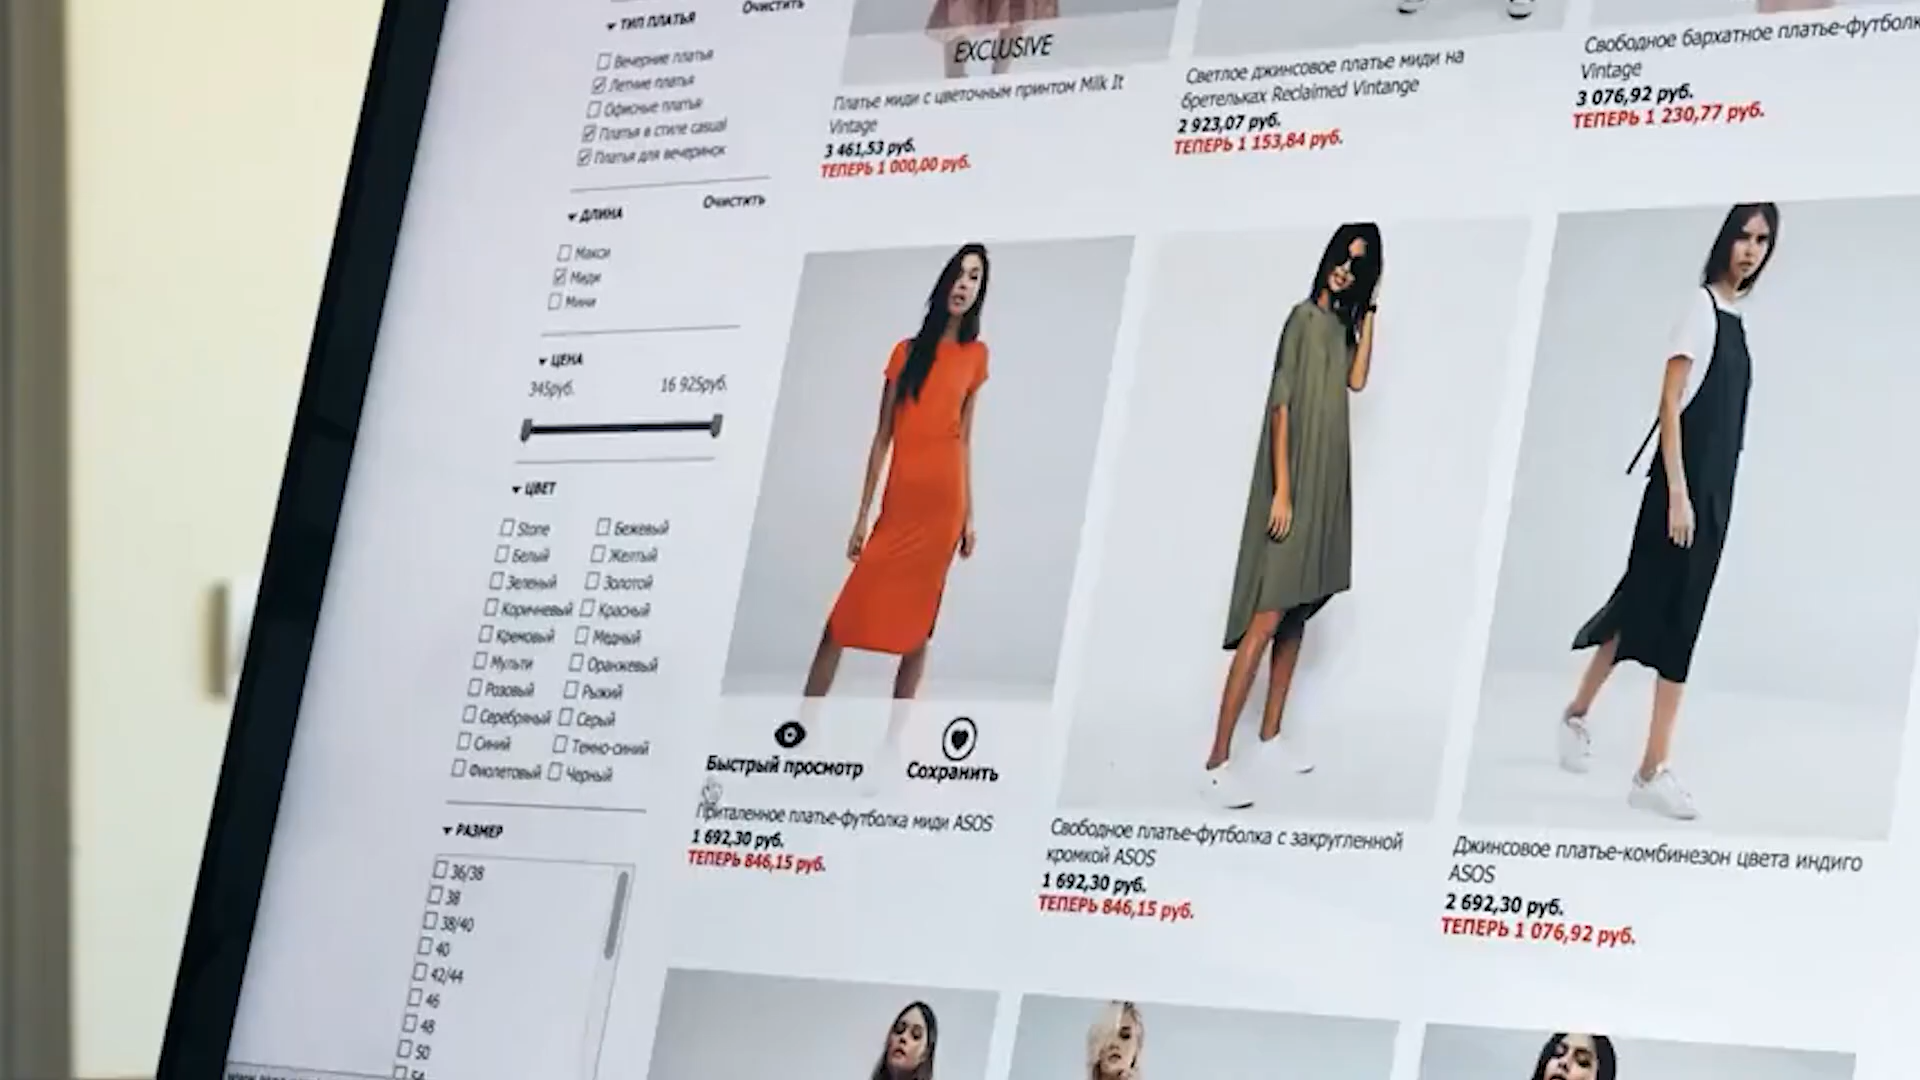 ▼ ТИП ПЛАТЬЯ
Очистить
Вечерние платья
Летние платья
Офисные платья
Платья в стиле casual
Платья для вечеринок
▼ ДЛИНА
Очистить
Макси
Миди
Мини
▼ ЦЕНА
345руб.
16 925руб.
▼ ЦВЕТ
Stone Бежевый
Белый Желтый
Зеленый Золотой
Коричневый Красный
Кремовый Медный
Мульти Оранжевый
Розовый Рыжий
Серебряный Серый
Синий Темно-синий
Фиолетовый Черный
▼ РАЗМЕР
36/38
38
38/40
40
42/44
46
48
50
EXCLUSIVE
Платье миди с цветочным принтом Milk It
Vintage
3 461,53 руб.
ТЕПЕРЬ 1 000,00 руб.
Светлое джинсовое платье миди на
бретельках Reclaimed Vintange
2 923,07 руб.
ТЕПЕРЬ 1 153,84 руб.
Свободное бархатное платье-футболк
Vintage
3 076,92 руб.
ТЕПЕРЬ 1 230,77 руб.
Быстрый просмотр
Сохранить
Приталенное платье-футболка миди ASOS
1 692,30 руб.
ТЕПЕРЬ 846,15 руб.
Свободное платье-футболка с закругленной
кромкой ASOS
1 692,30 руб.
ТЕПЕРЬ 846,15 руб.
Джинсовое платье-комбинезон цвета индиго
ASOS
2 692,30 руб.
ТЕПЕРЬ 1 076,92 руб.